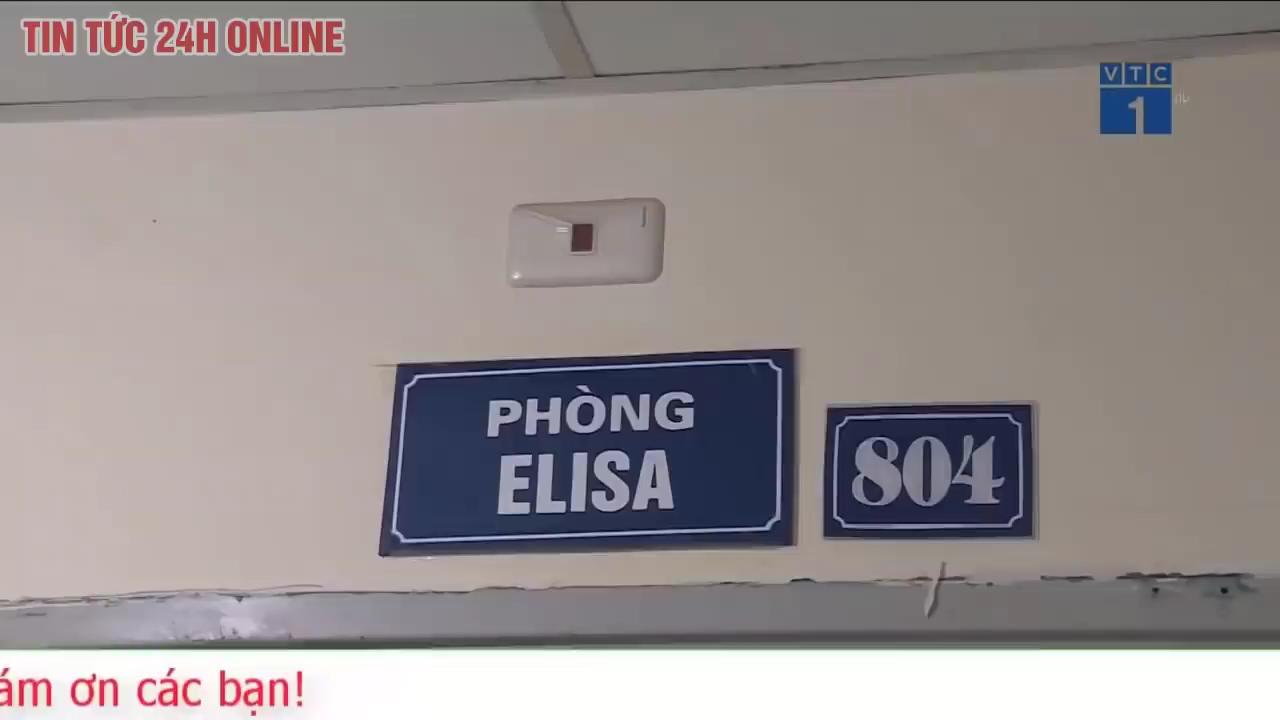 TIN TỨC 24H ONLINE
VTC
1
PHÒNG
ELISA
804
ám ơn các bạn!